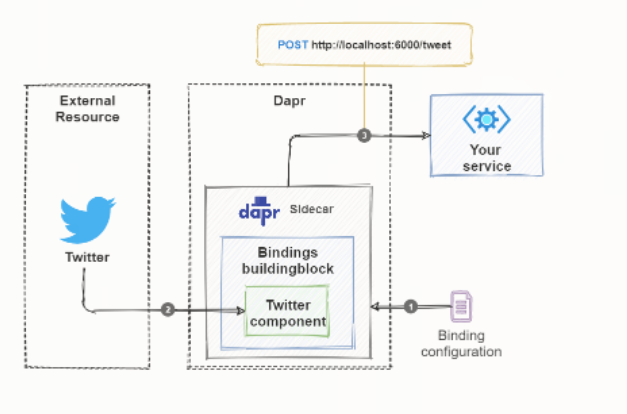 POST http://localhost:6000/tweet
External
Resource
Dapr
Your
service
3
dapr Sidecar
Twitter
Bindings
buildingblock
Twitter
component
2
1
Binding
configuration